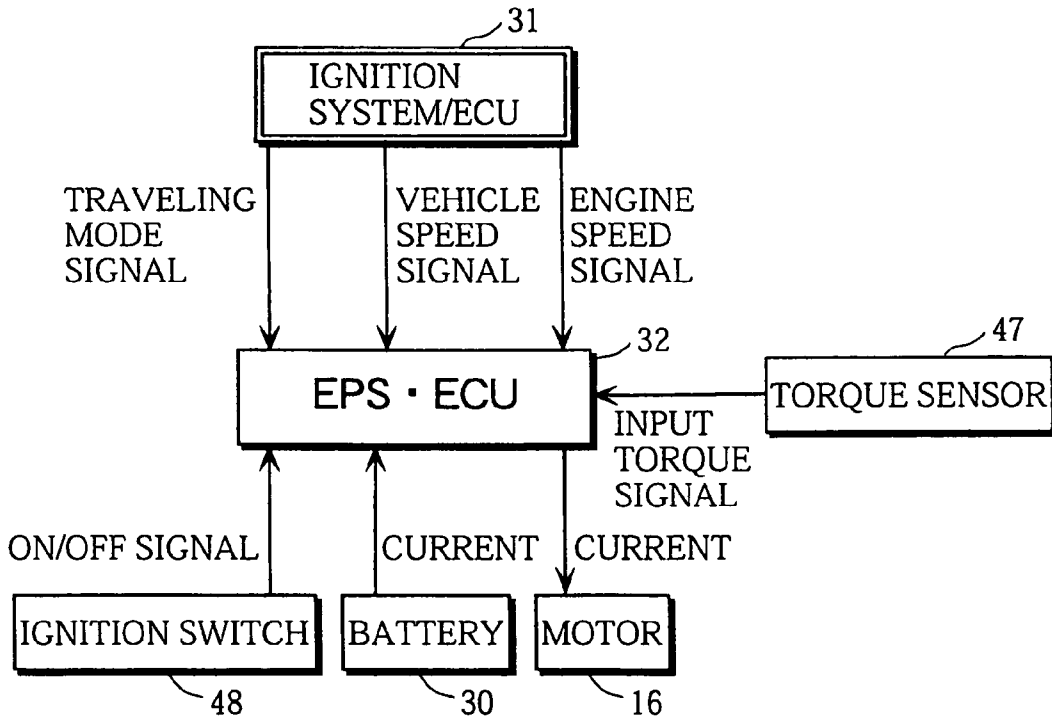 31
IGNITION
SYSTEM/ECU
TRAVELING
MODE
SIGNAL
VEHICLE
SPEED
SIGNAL
ENGINE
SPEED
SIGNAL
32
EPS・ECU
47
TORQUE SENSOR
INPUT
TORQUE
SIGNAL
ON/OFF SIGNAL
CURRENT
CURRENT
IGNITION SWITCH
BATTERY
MOTOR
48
30
16